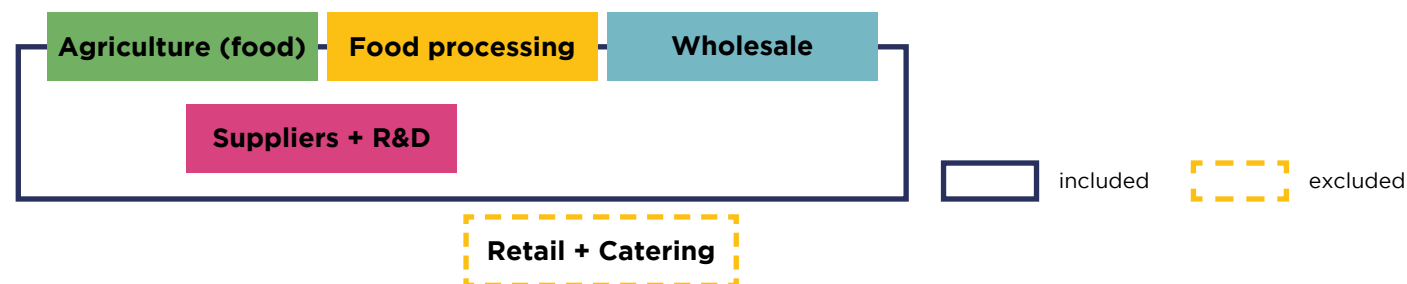 Agriculture (food)
Food processing
Wholesale
Suppliers + R&D
included
excluded
Retail + Catering